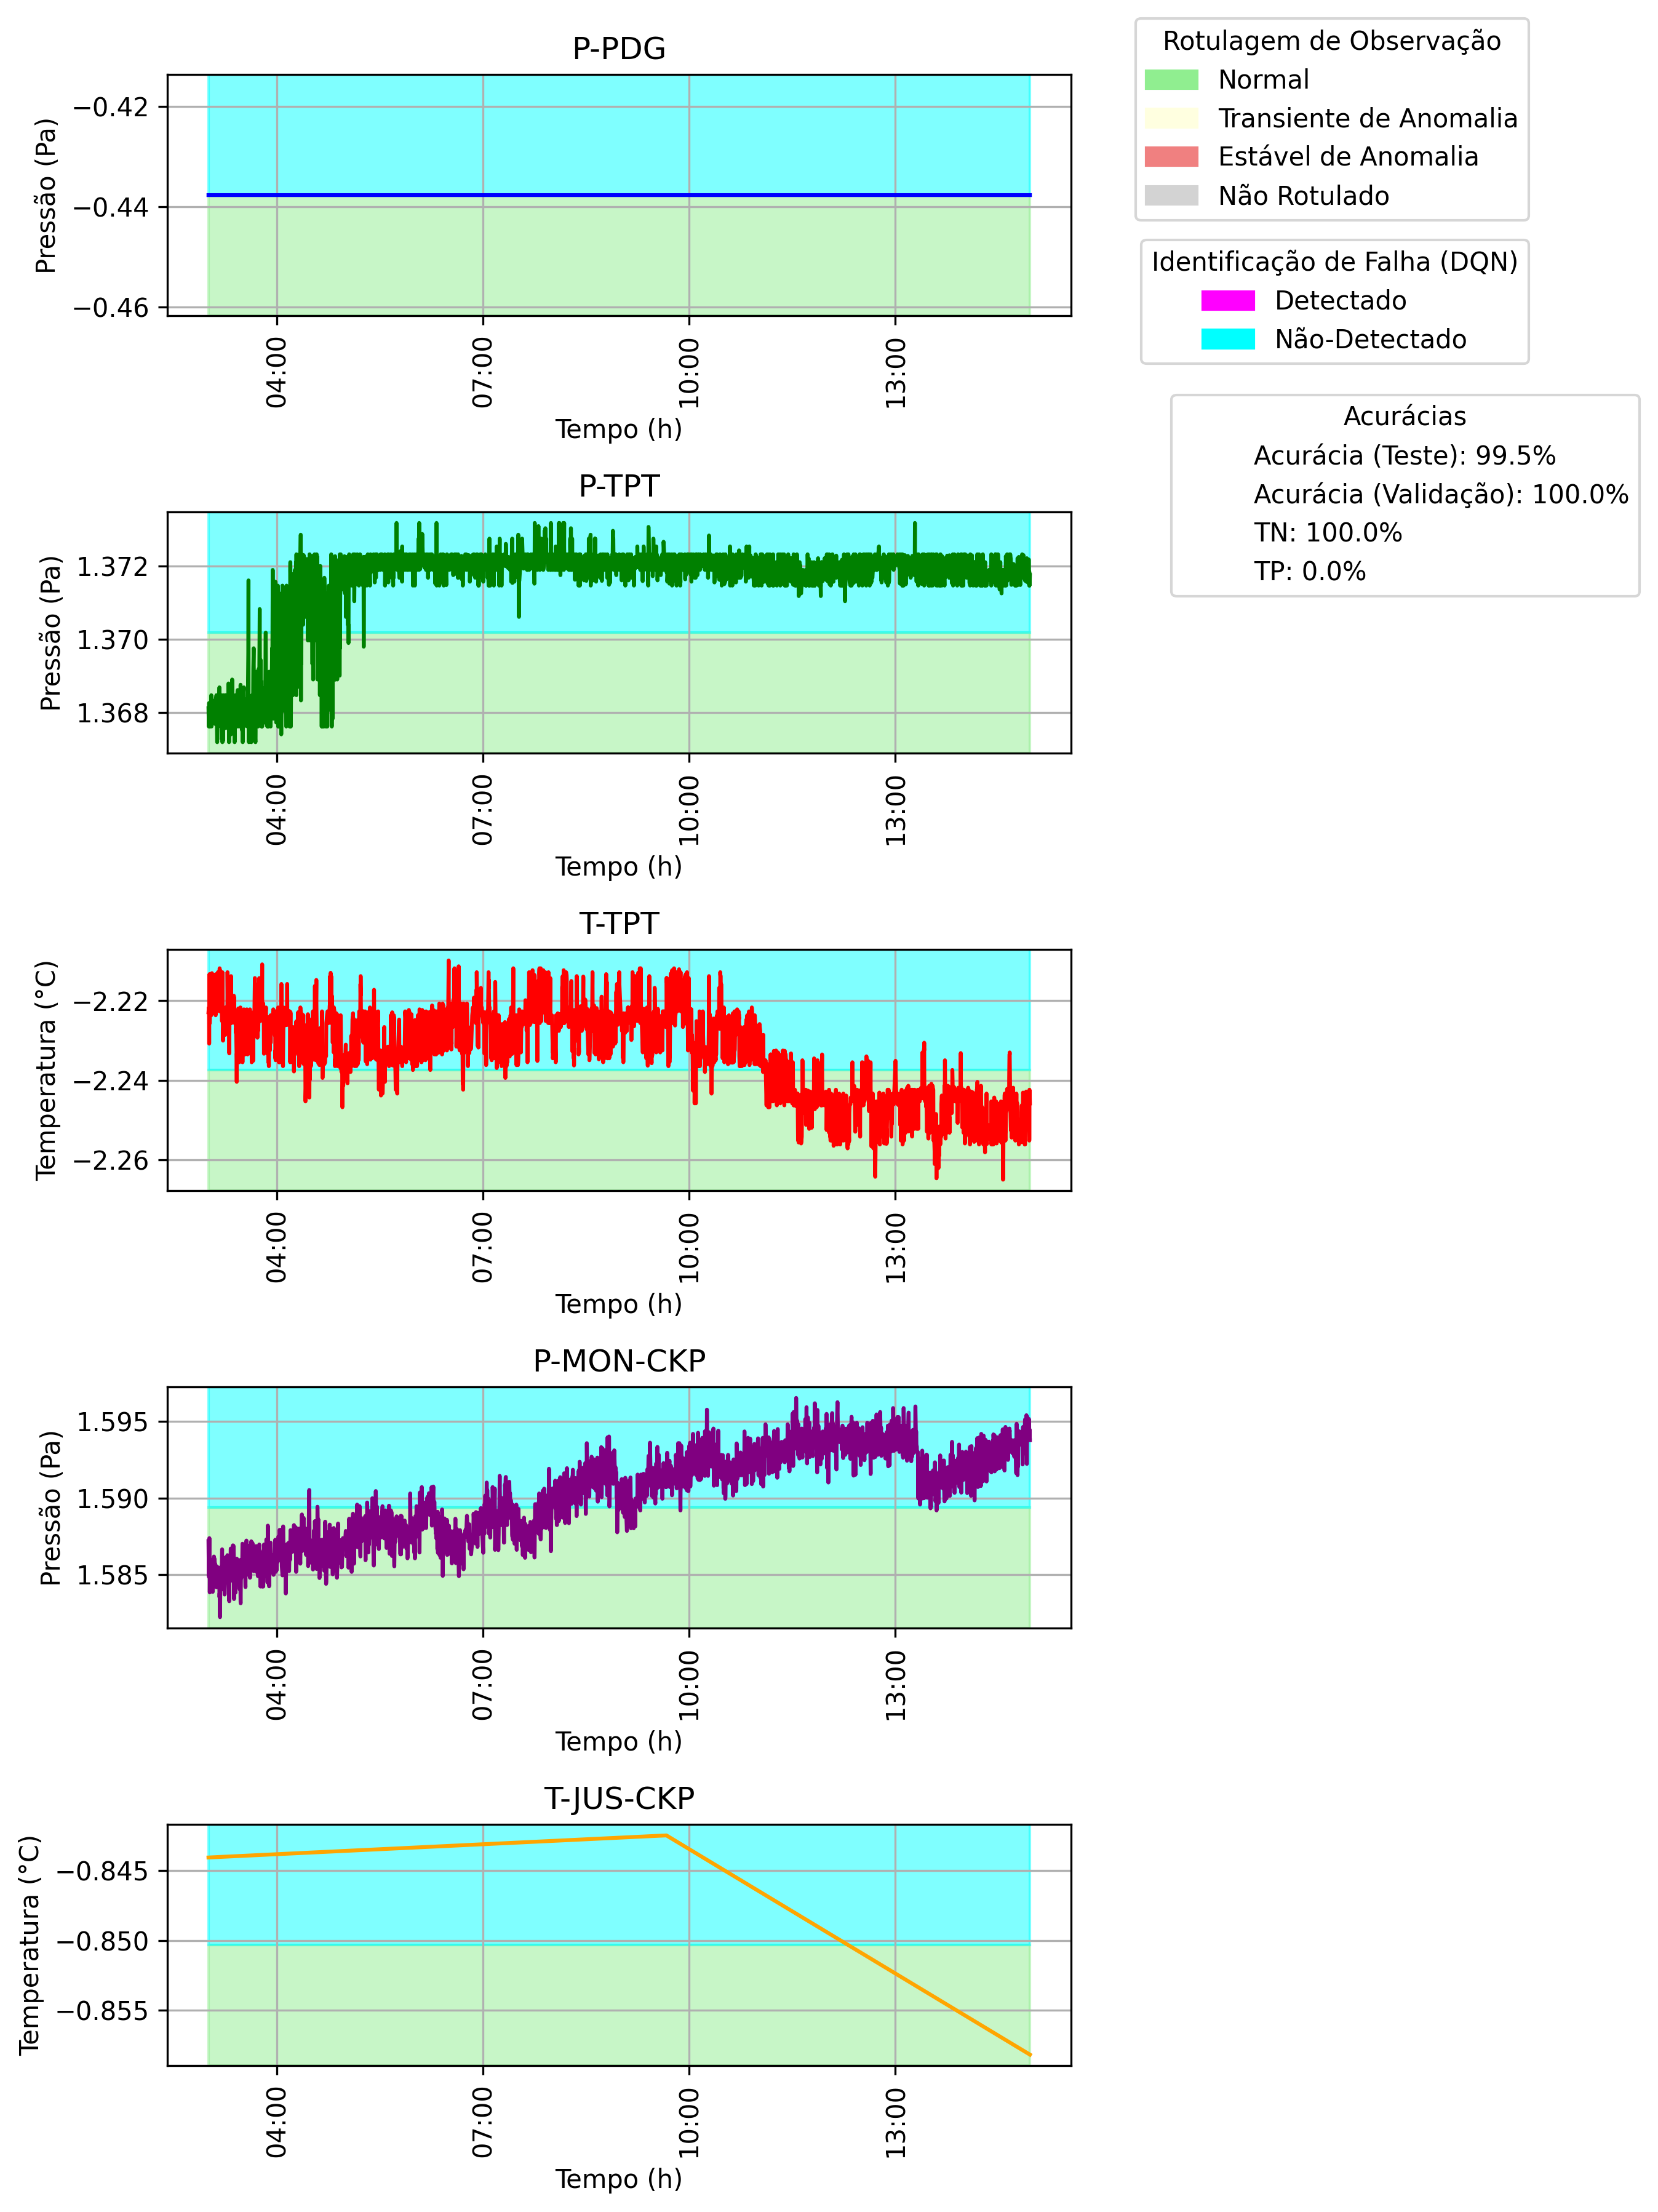 P-PDG
Pressão (Pa)
−0.42
−0.44
−0.46
04:00
07:00
10:00
13:00
Tempo (h)
Rotulagem de Observação
Normal
Transiente de Anomalia
Estável de Anomalia
Não Rotulado
Identificação de Falha (DQN)
Detectado
Não-Detectado
Acurácias
Acurácia (Teste): 99.5%
Acurácia (Validação): 100.0%
TN: 100.0%
TP: 0.0%
P-TPT
Pressão (Pa)
1.372
1.370
1.368
04:00
07:00
10:00
13:00
Tempo (h)
T-TPT
Temperatura (°C)
−2.22
−2.24
−2.26
04:00
07:00
10:00
13:00
Tempo (h)
P-MON-CKP
Pressão (Pa)
1.595
1.590
1.585
04:00
07:00
10:00
13:00
Tempo (h)
T-JUS-CKP
Temperatura (°C)
−0.845
−0.850
−0.855
04:00
07:00
10:00
13:00
Tempo (h)